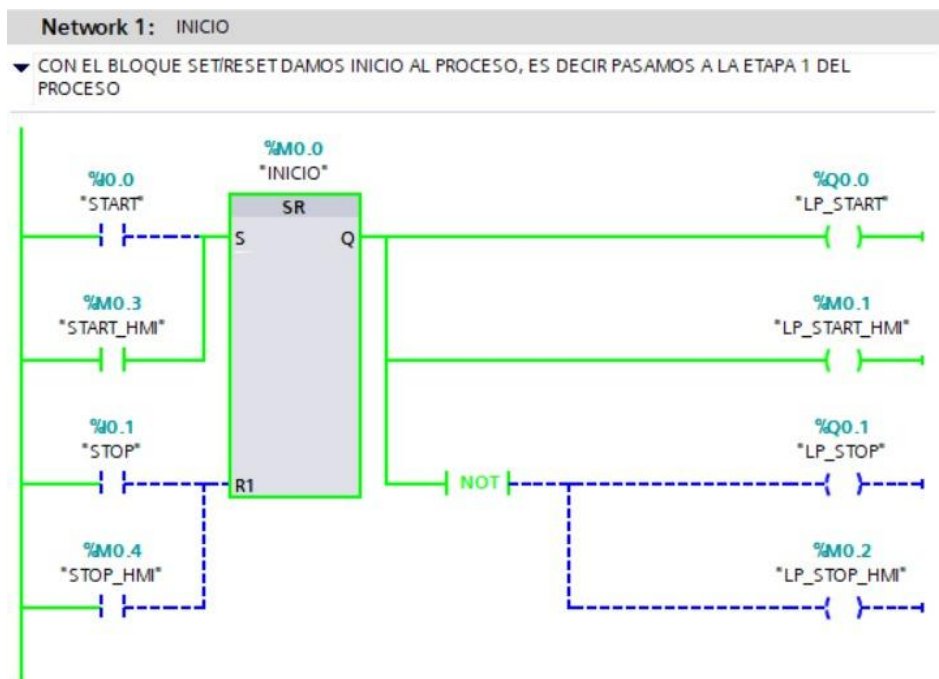 Network 1: INICIO
CON EL BLOQUE SET/RESET DAMOS INICIO AL PROCESO, ES DECIR PASAMOS A LA ETAPA 1 DEL
PROCESO
%M0.0
"INICIO"
%I0.0
"START"
SR
%Q0.0
"LP_START"
S
Q
%M0.3
"START_HMI"
%M0.1
"LP_START_HMI"
%I0.1
"STOP"
%Q0.1
"LP_STOP"
R1
NOT
%M0.4
"STOP_HMI"
%M0.2
"LP_STOP_HMI"